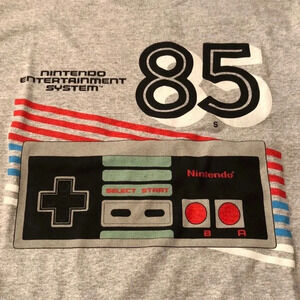 NINTENDO
ENTERTAINMENT
SYSTEM™
85
S
SELECT START
Nintendo
B A